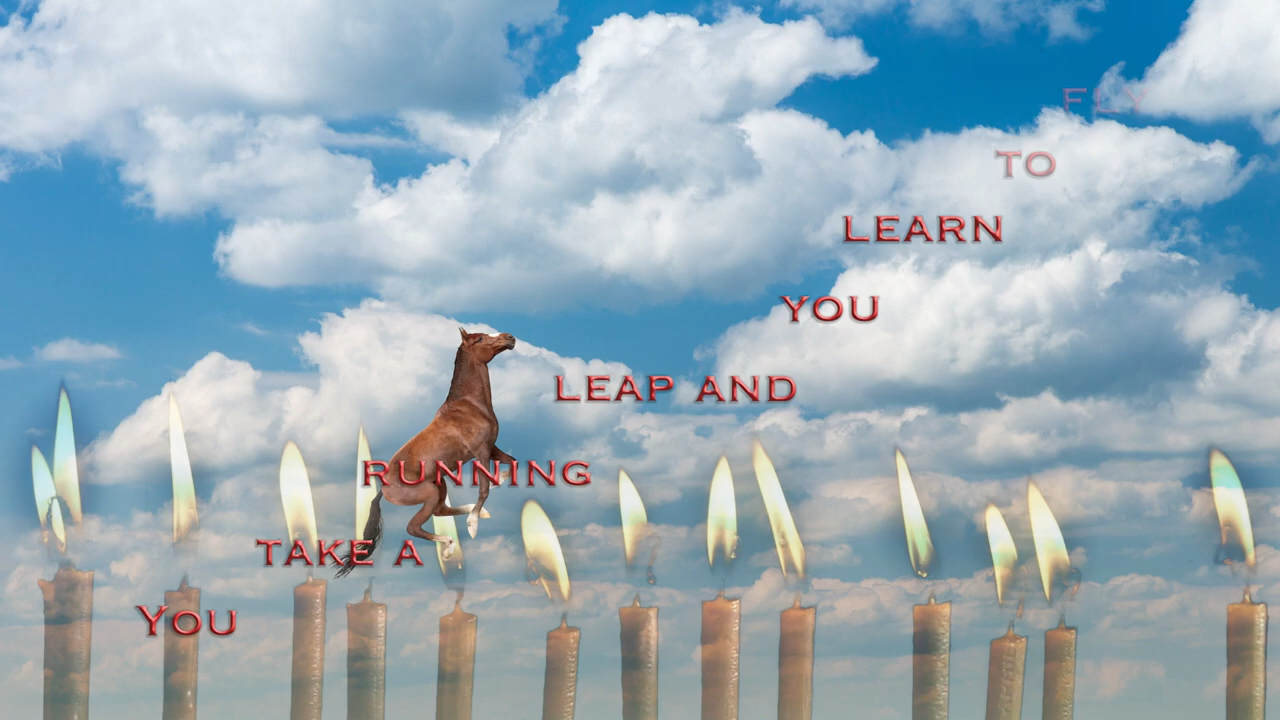 You
TAKE A
RUNNING
LEAP AND
YOU
LEARN
TO
FLY